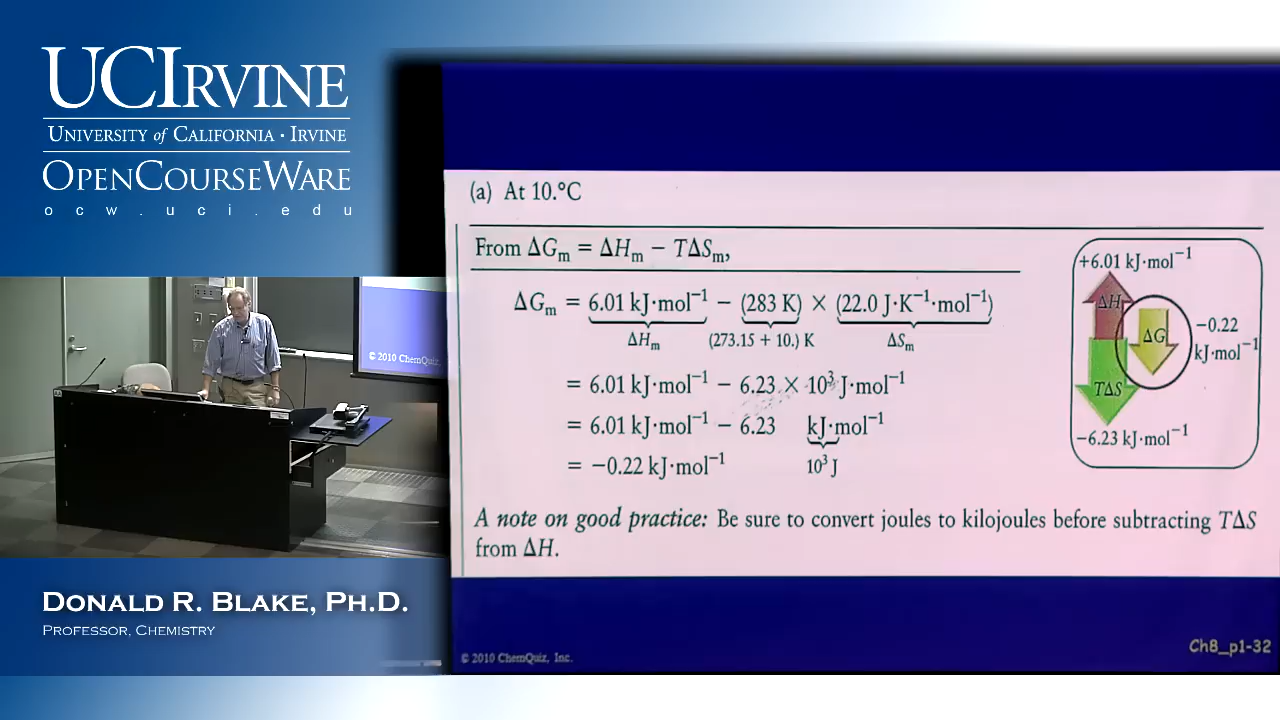 UCIRVINE
UNIVERSITY of CALIFORNIA · IRVINE
OPENCOURSEWARE
ocw.uci.edu
© 2010 ChemQuiz
DONALD R. BLAKE, PH.D.
PROFESSOR, CHEMISTRY
(a) At 10.°C
From ΔGm = ΔHm − TΔSm,
ΔGm = 6.01 kJ·mol⁻¹ − (283 K) × (22.0 J·K⁻¹·mol⁻¹)
ΔHm (273.15 + 10.) K ΔSm
= 6.01 kJ·mol⁻¹ − 6.23 × 10³ J·mol⁻¹
= 6.01 kJ·mol⁻¹ − 6.23 kJ·mol⁻¹
= −0.22 kJ·mol⁻¹ 10³ J
+6.01 kJ·mol⁻¹
ΔH
ΔG
−0.22
kJ·mol⁻¹
TΔS
−6.23 kJ·mol⁻¹
A note on good practice: Be sure to convert joules to kilojoules before subtracting TΔS
from ΔH.
© 2010 ChemQuiz, Inc.
Ch8_p1-32